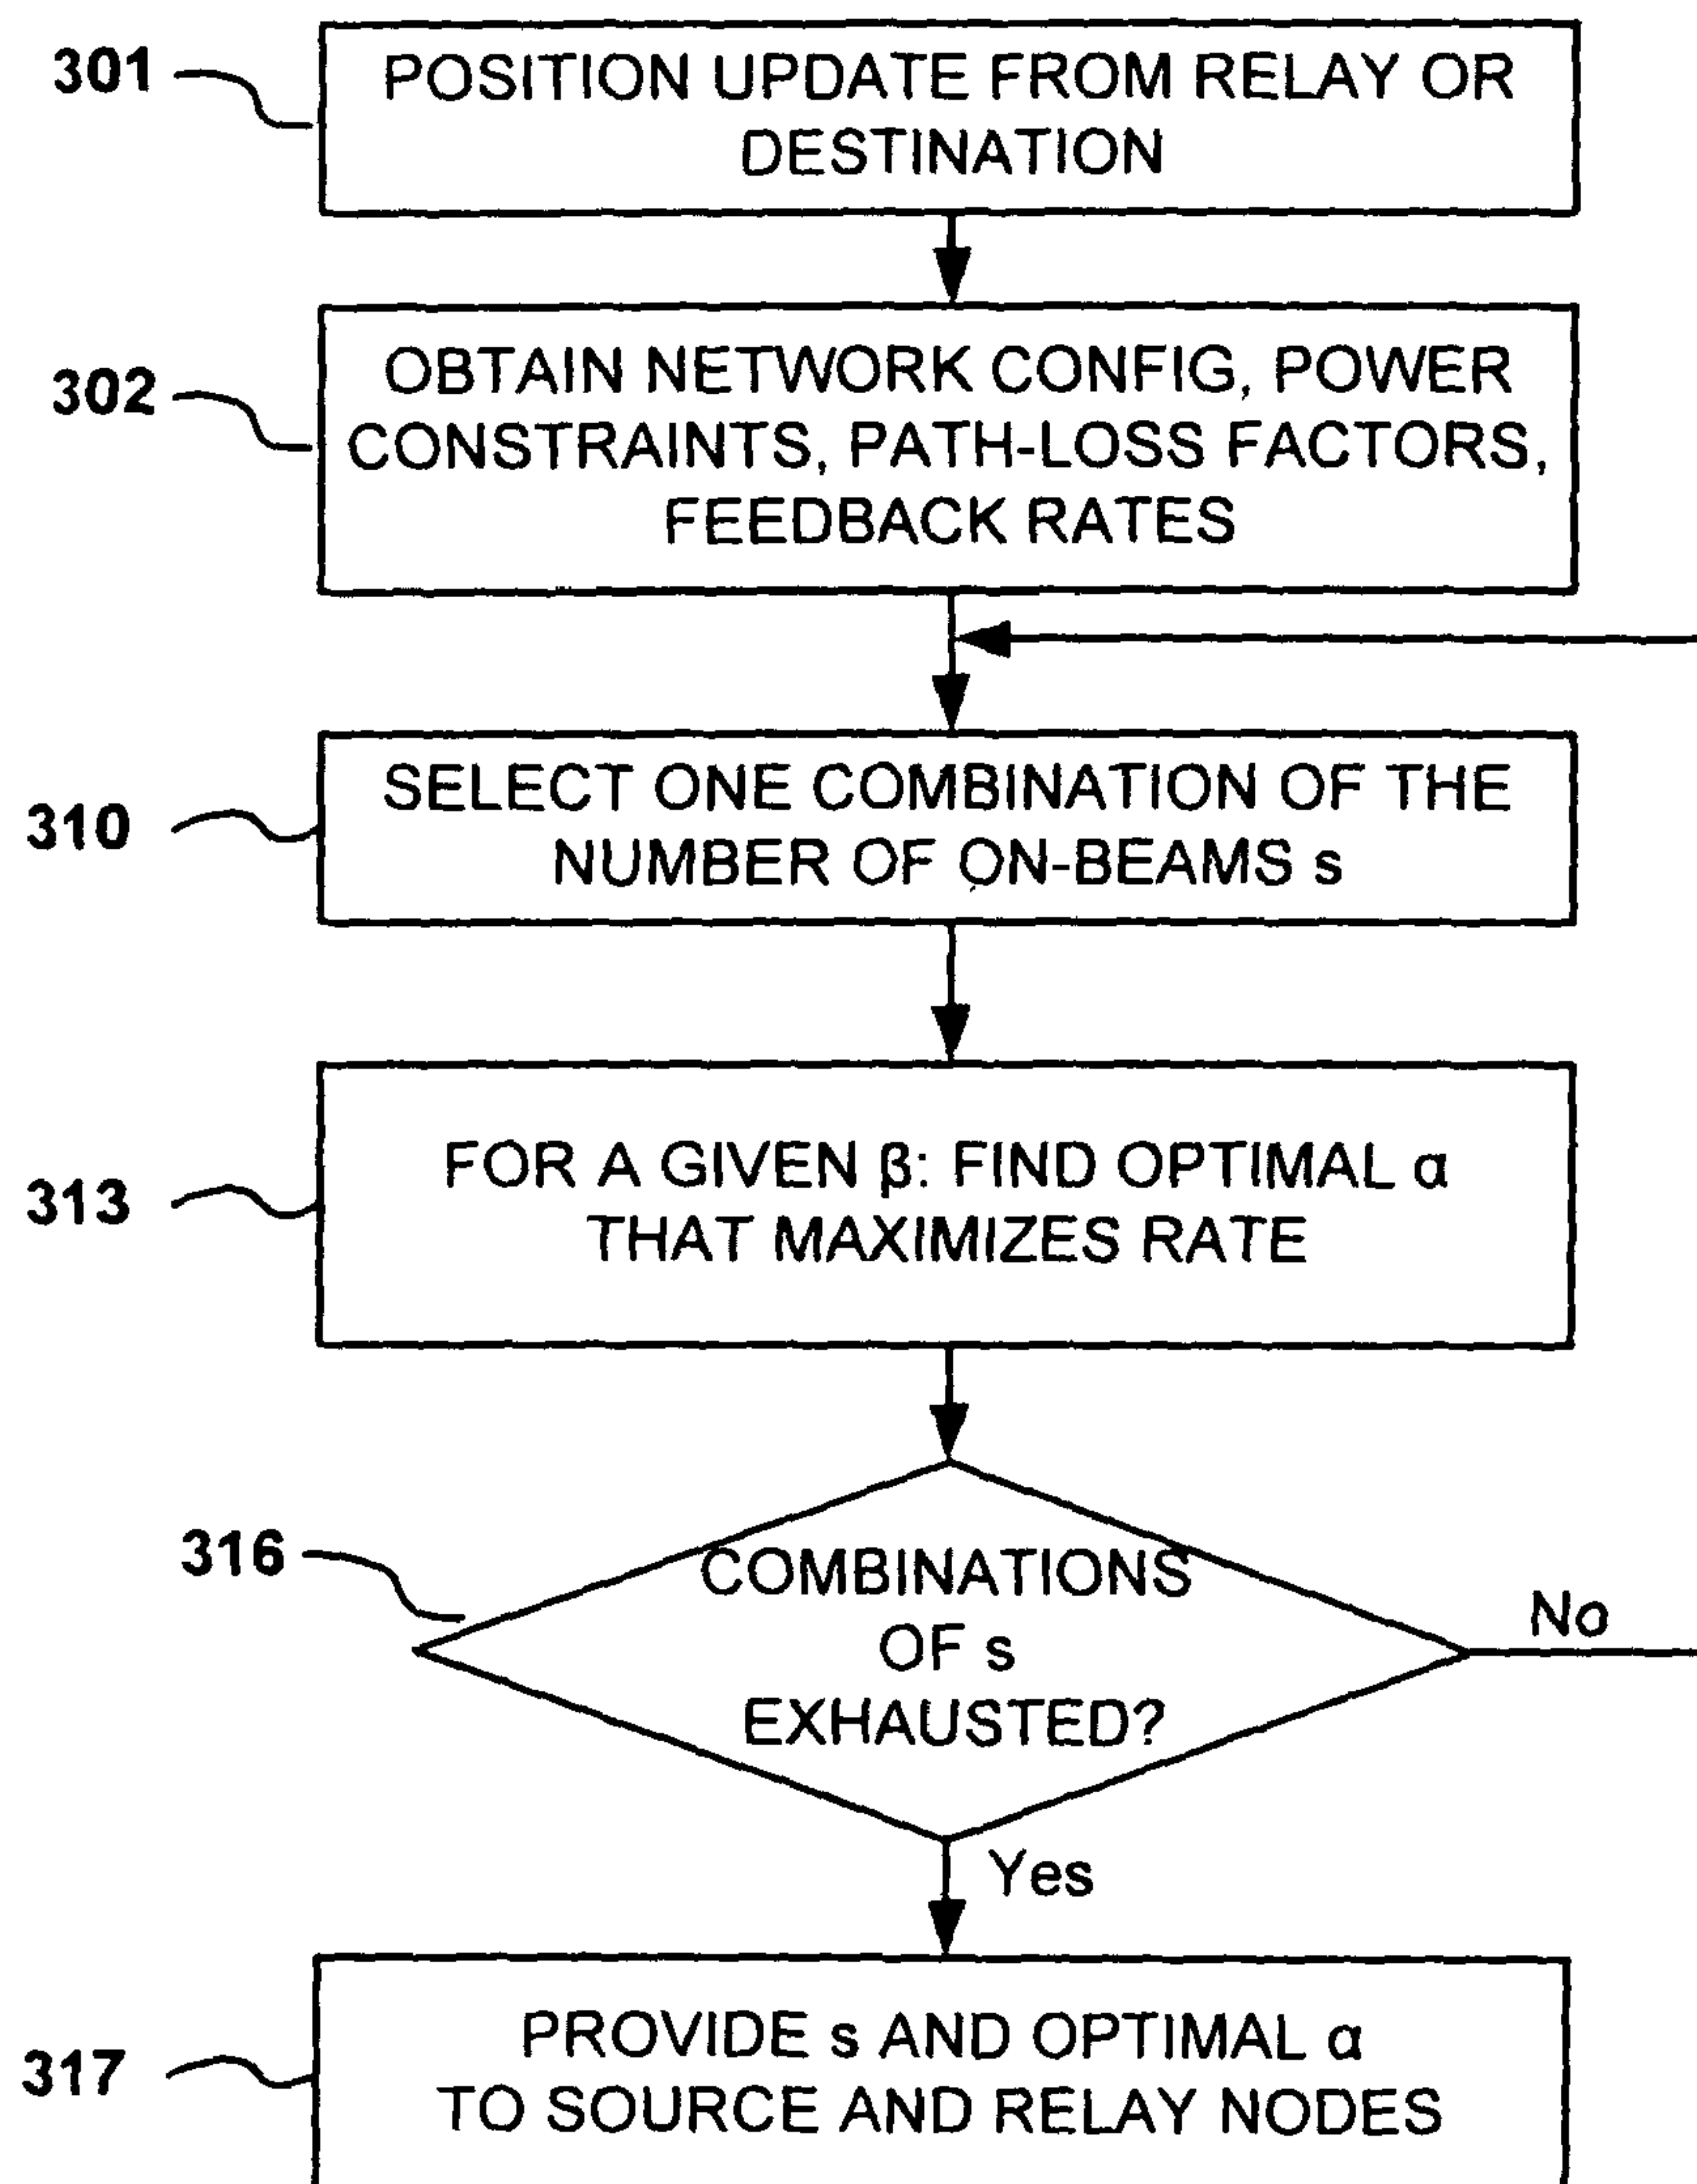 301
POSITION UPDATE FROM RELAY OR
DESTINATION
302
OBTAIN NETWORK CONFIG, POWER
CONSTRAINTS, PATH-LOSS FACTORS,
FEEDBACK RATES
310
SELECT ONE COMBINATION OF THE
NUMBER OF ON-BEAMS s
313
FOR A GIVEN β: FIND OPTIMAL α
THAT MAXIMIZES RATE
316
COMBINATIONS
OF s
EXHAUSTED?
No
Yes
317
PROVIDE s AND OPTIMAL α
TO SOURCE AND RELAY NODES